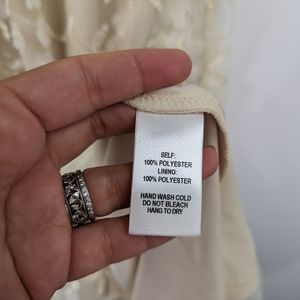 SELF:
100% POLYESTER
LINING:
100% POLYESTER
HAND WASH COLD
DO NOT BLEACH
HANG TO DRY